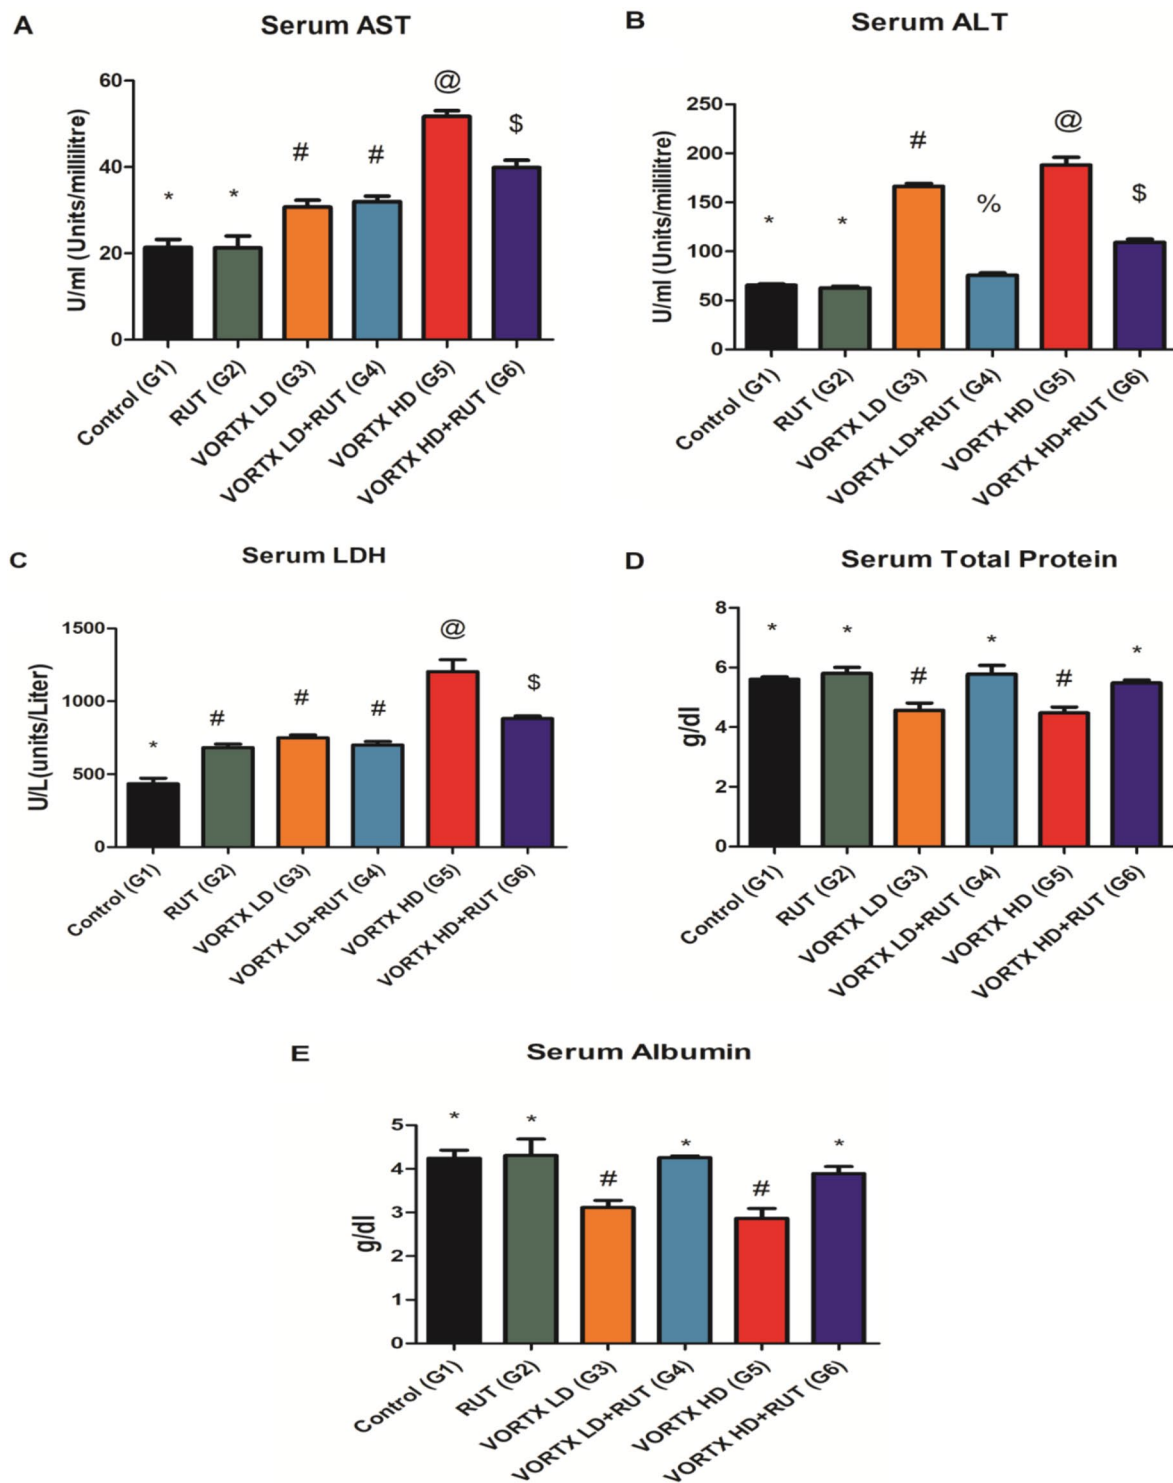 A
Serum AST
U/ml (Units/millilitre)
60
40
20
0
*
*
#
#
@
$
Control (G1)
RUT (G2)
VORTX LD (G3)
VORTX LD+RUT (G4)
VORTX HD (G5)
VORTX HD+RUT (G6)
B
Serum ALT
U/ml (Units/millilitre)
250
200
150
100
50
0
*
*
#
%
@
$
Control (G1)
RUT (G2)
VORTX LD (G3)
VORTX LD+RUT (G4)
VORTX HD (G5)
VORTX HD+RUT (G6)
C
Serum LDH
U/L(units/Liter)
1500
1000
500
0
*
#
#
#
@
$
Control (G1)
RUT (G2)
VORTX LD (G3)
VORTX LD+RUT (G4)
VORTX HD (G5)
VORTX HD+RUT (G6)
D
Serum Total Protein
g/dl
8
6
4
2
0
*
*
#
*
#
*
Control (G1)
RUT (G2)
VORTX LD (G3)
VORTX LD+RUT (G4)
VORTX HD (G5)
VORTX HD+RUT (G6)
E
Serum Albumin
g/dl
5
4
3
2
1
0
*
*
#
*
#
*
Control (G1)
RUT (G2)
VORTX LD (G3)
VORTX LD+RUT (G4)
VORTX HD (G5)
VORTX HD+RUT (G6)